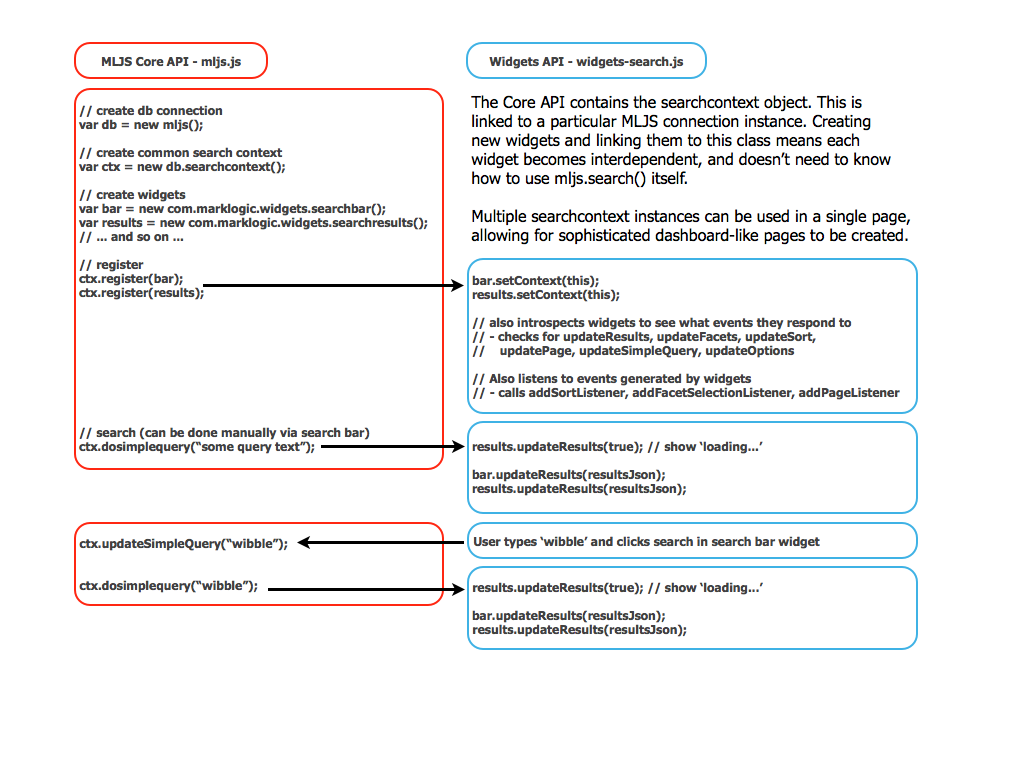 MLJS Core API - mljs.js
Widgets API - widgets-search.js
// create db connection
var db = new mljs();
// create common search context
var ctx = new db.searchcontext();
// create widgets
var bar = new com.marklogic.widgets.searchbar();
var results = new com.marklogic.widgets.searchresults();
// ... and so on ...
// register
ctx.register(bar);
ctx.register(results);
// search (can be done manually via search bar)
ctx.dosimplequery(“some query text”);
The Core API contains the searchcontext object. This is
linked to a particular MLJS connection instance. Creating
new widgets and linking them to this class means each
widget becomes interdependent, and doesn’t need to know
how to use mljs.search() itself.
Multiple searchcontext instances can be used in a single page,
allowing for sophisticated dashboard-like pages to be created.
bar.setContext(this);
results.setContext(this);
// also introspects widgets to see what events they respond to
// - checks for updateResults, updateFacets, updateSort,
//    updatePage, updateSimpleQuery, updateOptions
// Also listens to events generated by widgets
// - calls addSortListener, addFacetSelectionListener, addPageListener
results.updateResults(true); // show ‘loading...’
bar.updateResults(resultsJson);
results.updateResults(resultsJson);
ctx.updateSimpleQuery(“wibble”);
User types ‘wibble’ and clicks search in search bar widget
ctx.dosimplequery(“wibble”);
results.updateResults(true); // show ‘loading...’
bar.updateResults(resultsJson);
results.updateResults(resultsJson);